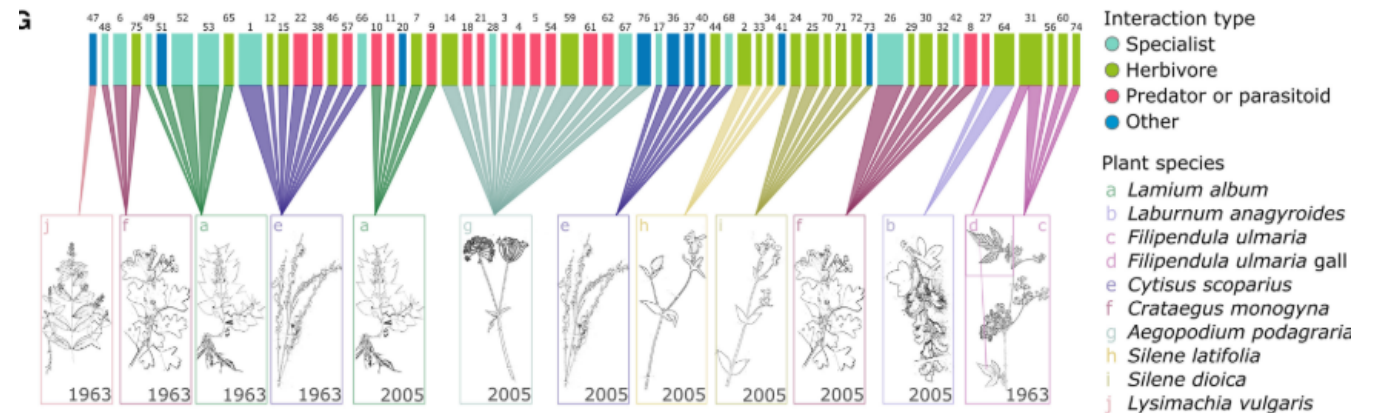 G
47 6 49 52 65 12 22 46 66 11 7 14 21 3 5 59 62 76 36 40 68 34 24 70 72 26 30 42 27 31 60
48 75 51 53 1 15 38 57 10 20 9 18 28 4 54 61 67 17 37 44 2 33 41 25 71 73 29 32 8 64 56 74
j f a e a g e h i f b d c
1963 1963 1963 1963 2005 2005 2005 2005 2005 2005 2005 1963
Interaction type
Specialist
Herbivore
Predator or parasitoid
Other
Plant species
a Lamium album
b Laburnum anagyroides
c Filipendula ulmaria
d Filipendula ulmaria gall
e Cytisus scoparius
f Crataegus monogyna
g Aegopodium podagraria
h Silene latifolia
i Silene dioica
j Lysimachia vulgaris